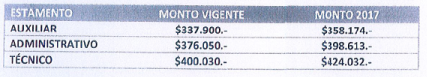 ESTAMENTO MONTO VIGENTE MONTO 2017
AUXILIAR $337.900.- $358.174.-
ADMINISTRATIVO $376.050.- $398.613.-
TÉCNICO $400.030.- $424.032.-